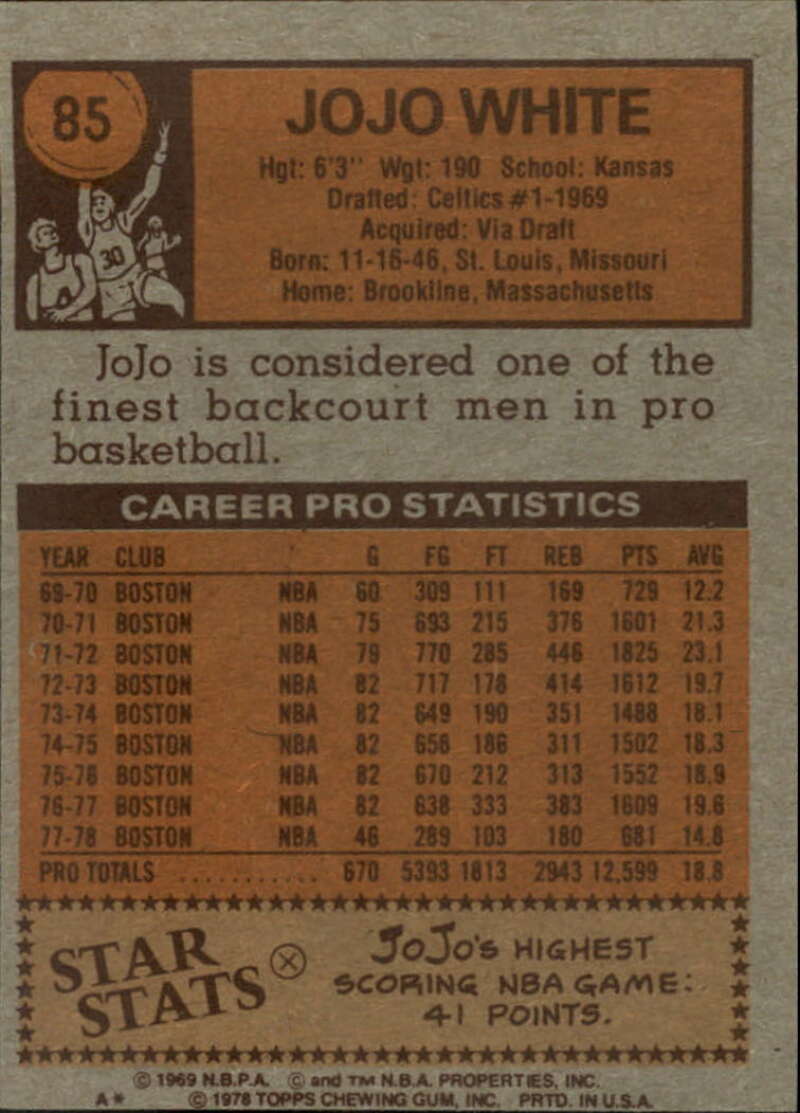 85
JOJO WHITE
Hgt: 6'3" Wgt: 190 School: Kansas
Drafted: Celtics #1-1969
Acquired: Via Draft
Born: 11-16-46, St. Louis, Missouri
Home: Brookline, Massachusetts
30
JoJo is considered one of the
finest backcourt men in pro
basketball.
CAREER PRO STATISTICS
YEAR CLUB G FG FT REB PTS AVG
69-70 BOSTON NBA 60 309 111 169 729 12.2
70-71 BOSTON NBA 75 693 215 376 1601 21.3
71-72 BOSTON NBA 79 770 285 446 1825 23.1
72-73 BOSTON NBA 82 717 178 414 1612 19.7
73-74 BOSTON NBA 82 649 190 351 1488 18.1
74-75 BOSTON NBA 82 658 186 311 1502 18.3
75-76 BOSTON NBA 82 670 212 313 1552 18.9
76-77 BOSTON NBA 82 638 333 383 1609 19.6
77-78 BOSTON NBA 46 289 103 180 681 14.8
PRO TOTALS ........... 670 5393 1813 2943 12,599 18.8
STAR
STATS
JOJO'S HIGHEST
SCORING NBA GAME:
41 POINTS.
© 1969 N.B.P.A. © and TM N.B.A. PROPERTIES, INC.
A* © 1978 TOPPS CHEWING GUM, INC. PRTD. IN U.S.A.